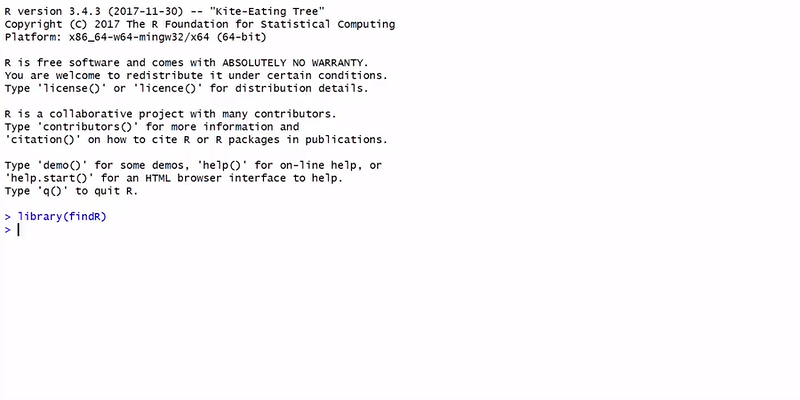 R version 3.4.3 (2017-11-30) -- "Kite-Eating Tree"
Copyright (C) 2017 The R Foundation for Statistical Computing
Platform: x86_64-w64-mingw32/x64 (64-bit)
R is free software and comes with ABSOLUTELY NO WARRANTY.
You are welcome to redistribute it under certain conditions.
Type 'license()' or 'licence()' for distribution details.
R is a collaborative project with many contributors.
Type 'contributors()' for more information and
'citation()' on how to cite R or R packages in publications.
Type 'demo()' for some demos, 'help()' for on-line help, or
'help.start()' for an HTML browser interface to help.
Type 'q()' to quit R.
> library(findR)
>